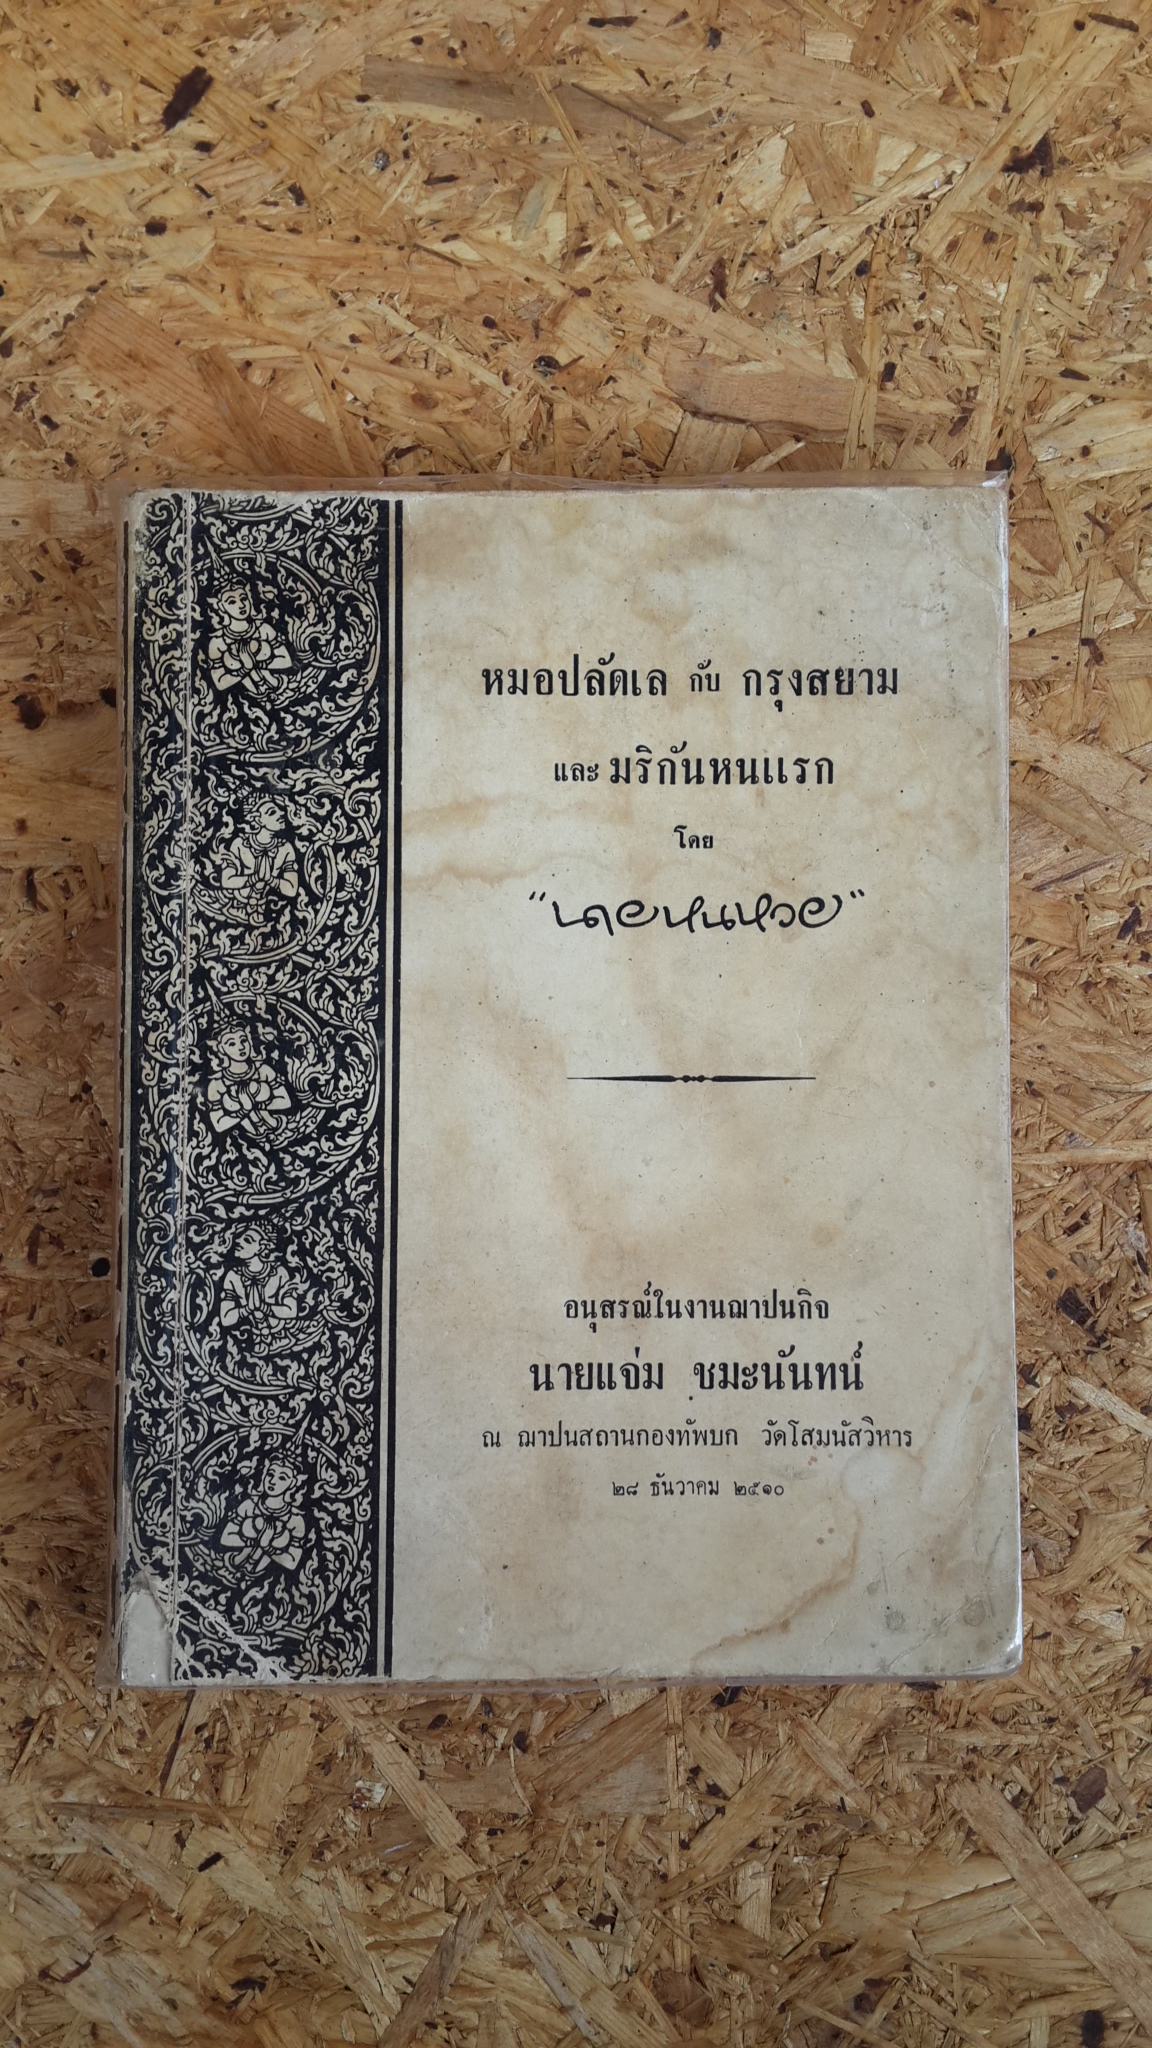 หมอปลัดเล กับ กรุงสยาม
และ มริกันหนแรก
โดย
"นายหนหวย"
อนุสรณ์ในงานฌาปนกิจ
นายแจ่ม ชมะนันทน์
ณ ฌาปนสถานกองทัพบก วัดโสมนัสวิหาร
๒๘ ธันวาคม ๒๕๑๐